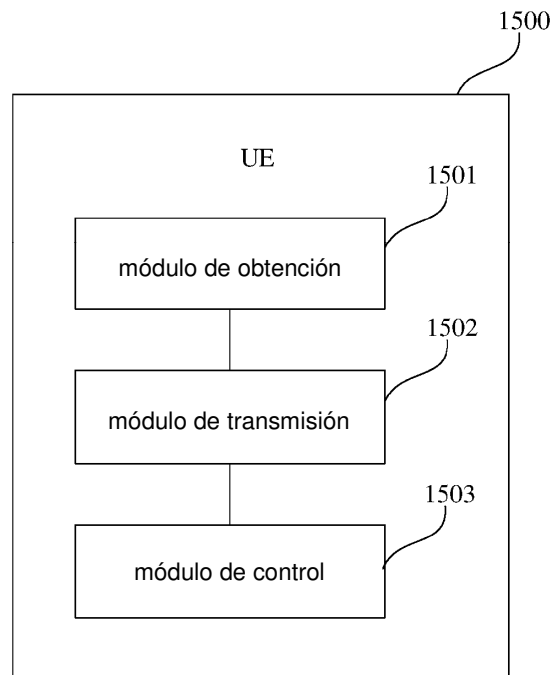 1500
UE
1501
módulo de obtención
1502
módulo de transmisión
1503
módulo de control